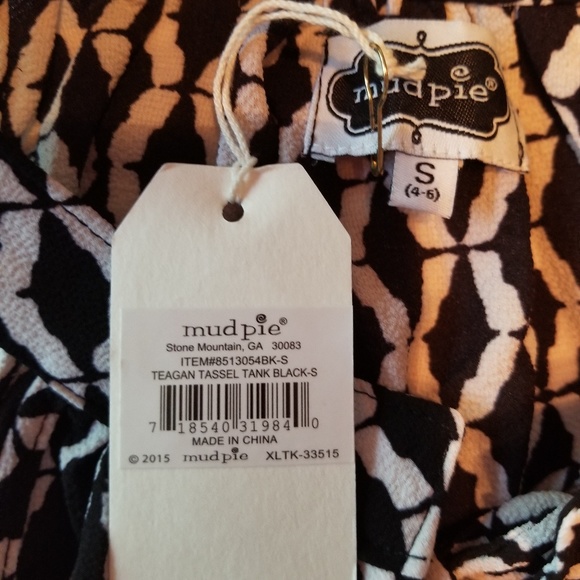 mudpie®
S
(4-6)
mudpie®
Stone Mountain, GA 30083
ITEM#8513054BK-S
TEAGAN TASSEL TANK BLACK-S
7 18540 31984 0
MADE IN CHINA
© 2015 mudpie XLTK-33515